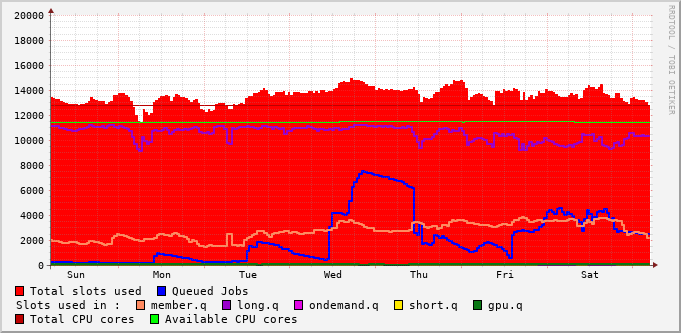 20000
18000
16000
14000
12000
10000
8000
6000
4000
2000
0
Sun Mon Tue Wed Thu Fri Sat
Total slots used Queued Jobs
Slots used in : member.q long.q ondemand.q short.q gpu.q
Total CPU cores Available CPU cores
RRDTOOL / TOBI OETIKER